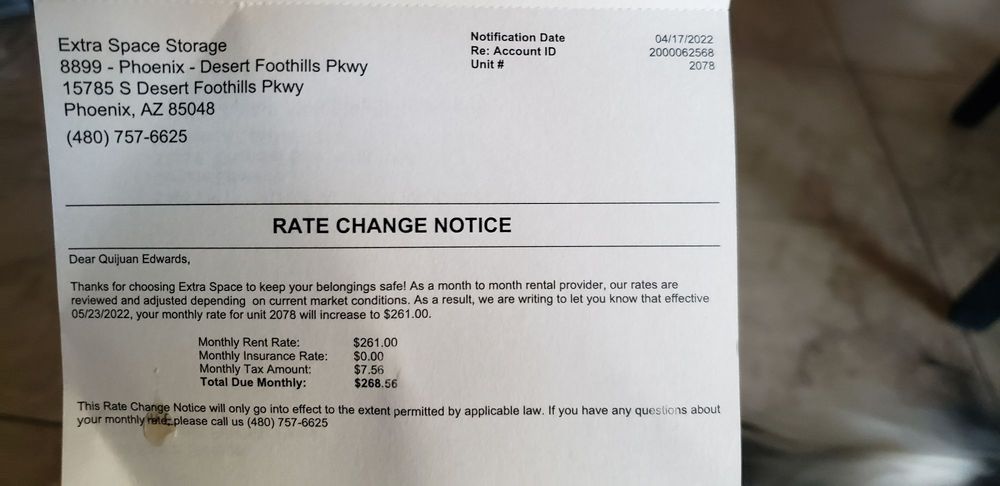 Extra Space Storage
8899 - Phoenix - Desert Foothills Pkwy
15785 S Desert Foothills Pkwy
Phoenix, AZ 85048
(480) 757-6625
Notification Date 04/17/2022
Re: Account ID 2000062568
Unit # 2078
RATE CHANGE NOTICE
Dear Quijuan Edwards,
Thanks for choosing Extra Space to keep your belongings safe! As a month to month rental provider, our rates are
reviewed and adjusted depending on current market conditions. As a result, we are writing to let you know that effective
05/23/2022, your monthly rate for unit 2078 will increase to $261.00.
Monthly Rent Rate: $261.00
Monthly Insurance Rate: $0.00
Monthly Tax Amount: $7.56
Total Due Monthly: $268.56
This Rate Change Notice will only go into effect to the extent permitted by applicable law. If you have any questions about
your monthly rate, please call us (480) 757-6625